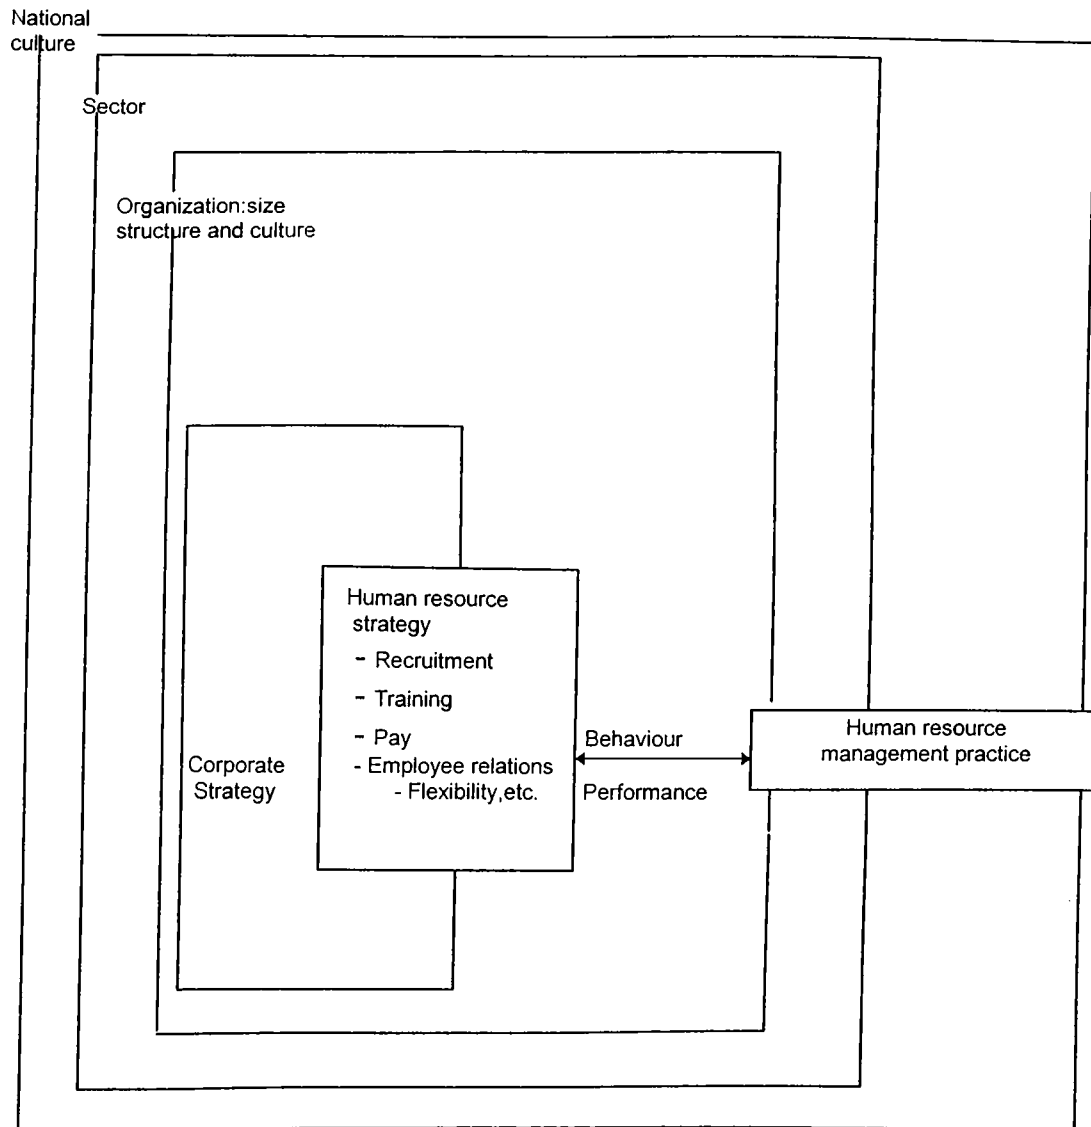 National
culture
Sector
Organization:size
structure and culture
Human resource
strategy
- Recruitment
- Training
- Pay
- Employee relations
- Flexibility,etc.
Corporate
Strategy
Behaviour
Performance
Human resource
management practice